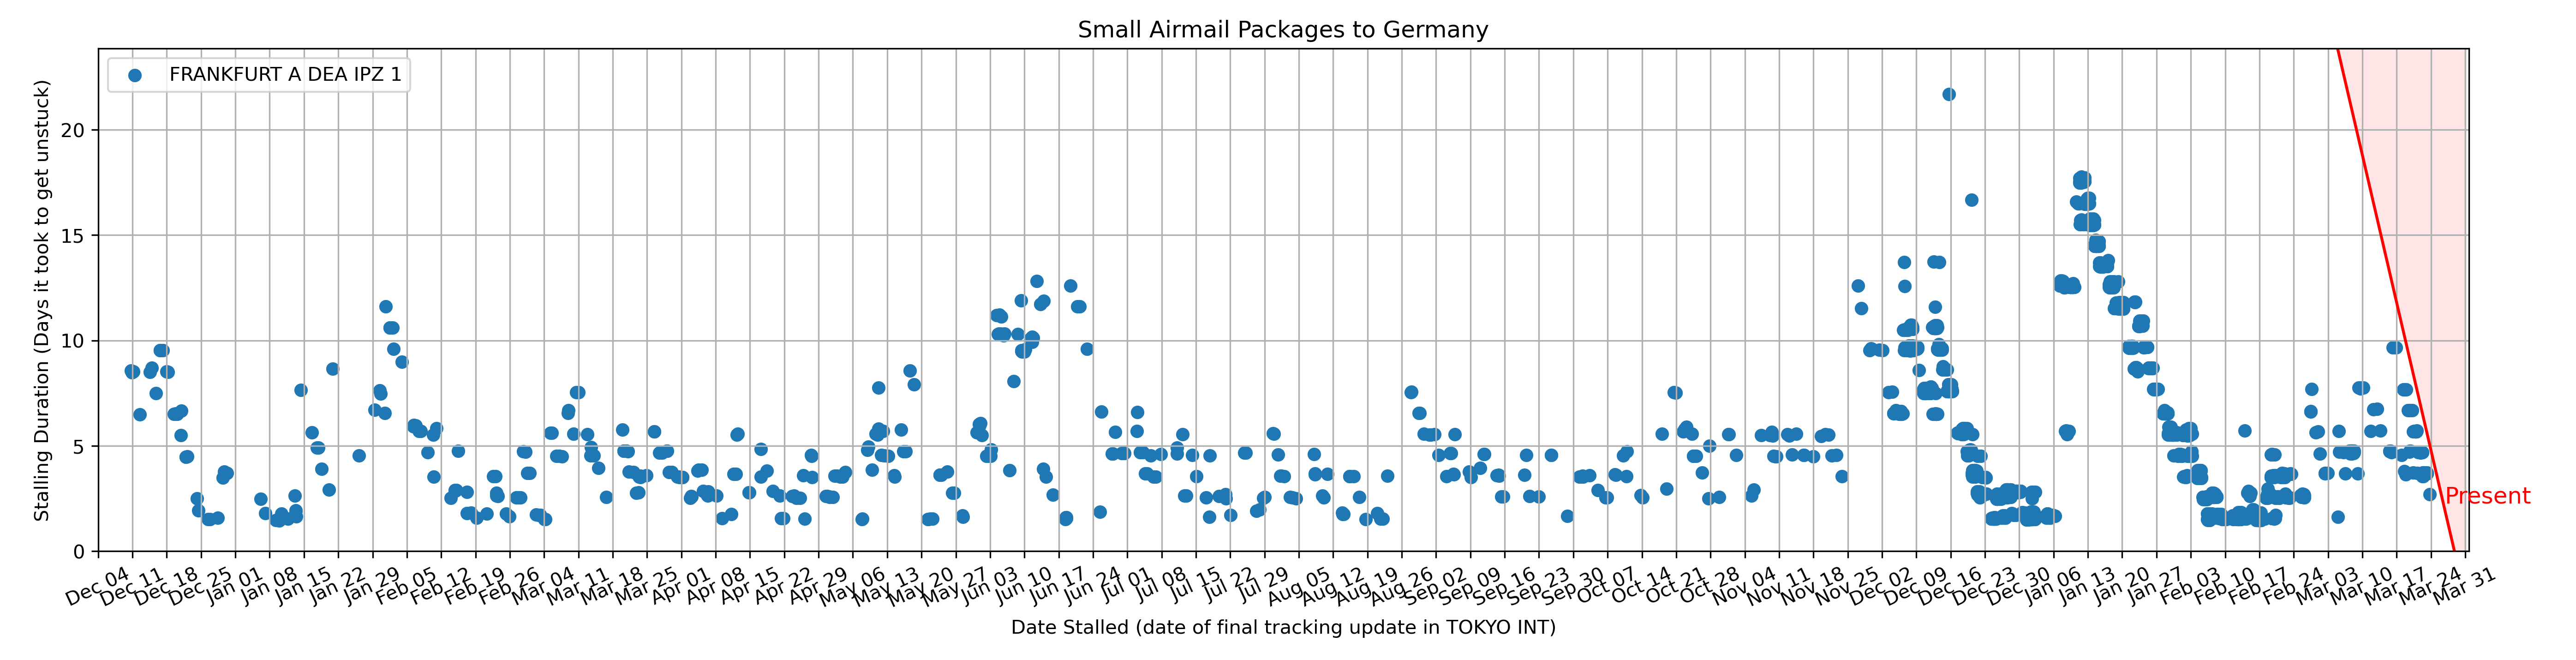 Small Airmail Packages to Germany
FRANKFURT A DEA IPZ 1
Stalling Duration (Days it took to get unstuck)
20
15
10
5
0
Present
Dec 04
Dec 11
Dec 18
Dec 25
Jan 01
Jan 08
Jan 15
Jan 22
Jan 29
Feb 05
Feb 12
Feb 19
Feb 26
Mar 04
Mar 11
Mar 18
Mar 25
Apr 01
Apr 08
Apr 15
Apr 22
Apr 29
May 06
May 13
May 20
May 27
Jun 03
Jun 10
Jun 17
Jun 24
Jul 01
Jul 08
Jul 15
Jul 22
Jul 29
Aug 05
Aug 12
Aug 19
Aug 26
Sep 02
Sep 09
Sep 16
Sep 23
Sep 30
Oct 07
Oct 14
Oct 21
Oct 28
Nov 04
Nov 11
Nov 18
Nov 25
Dec 02
Dec 09
Dec 16
Dec 23
Dec 30
Jan 06
Jan 13
Jan 20
Jan 27
Feb 03
Feb 10
Feb 17
Feb 24
Mar 03
Mar 10
Mar 17
Mar 24
Mar 31
Date Stalled (date of final tracking update in TOKYO INT)